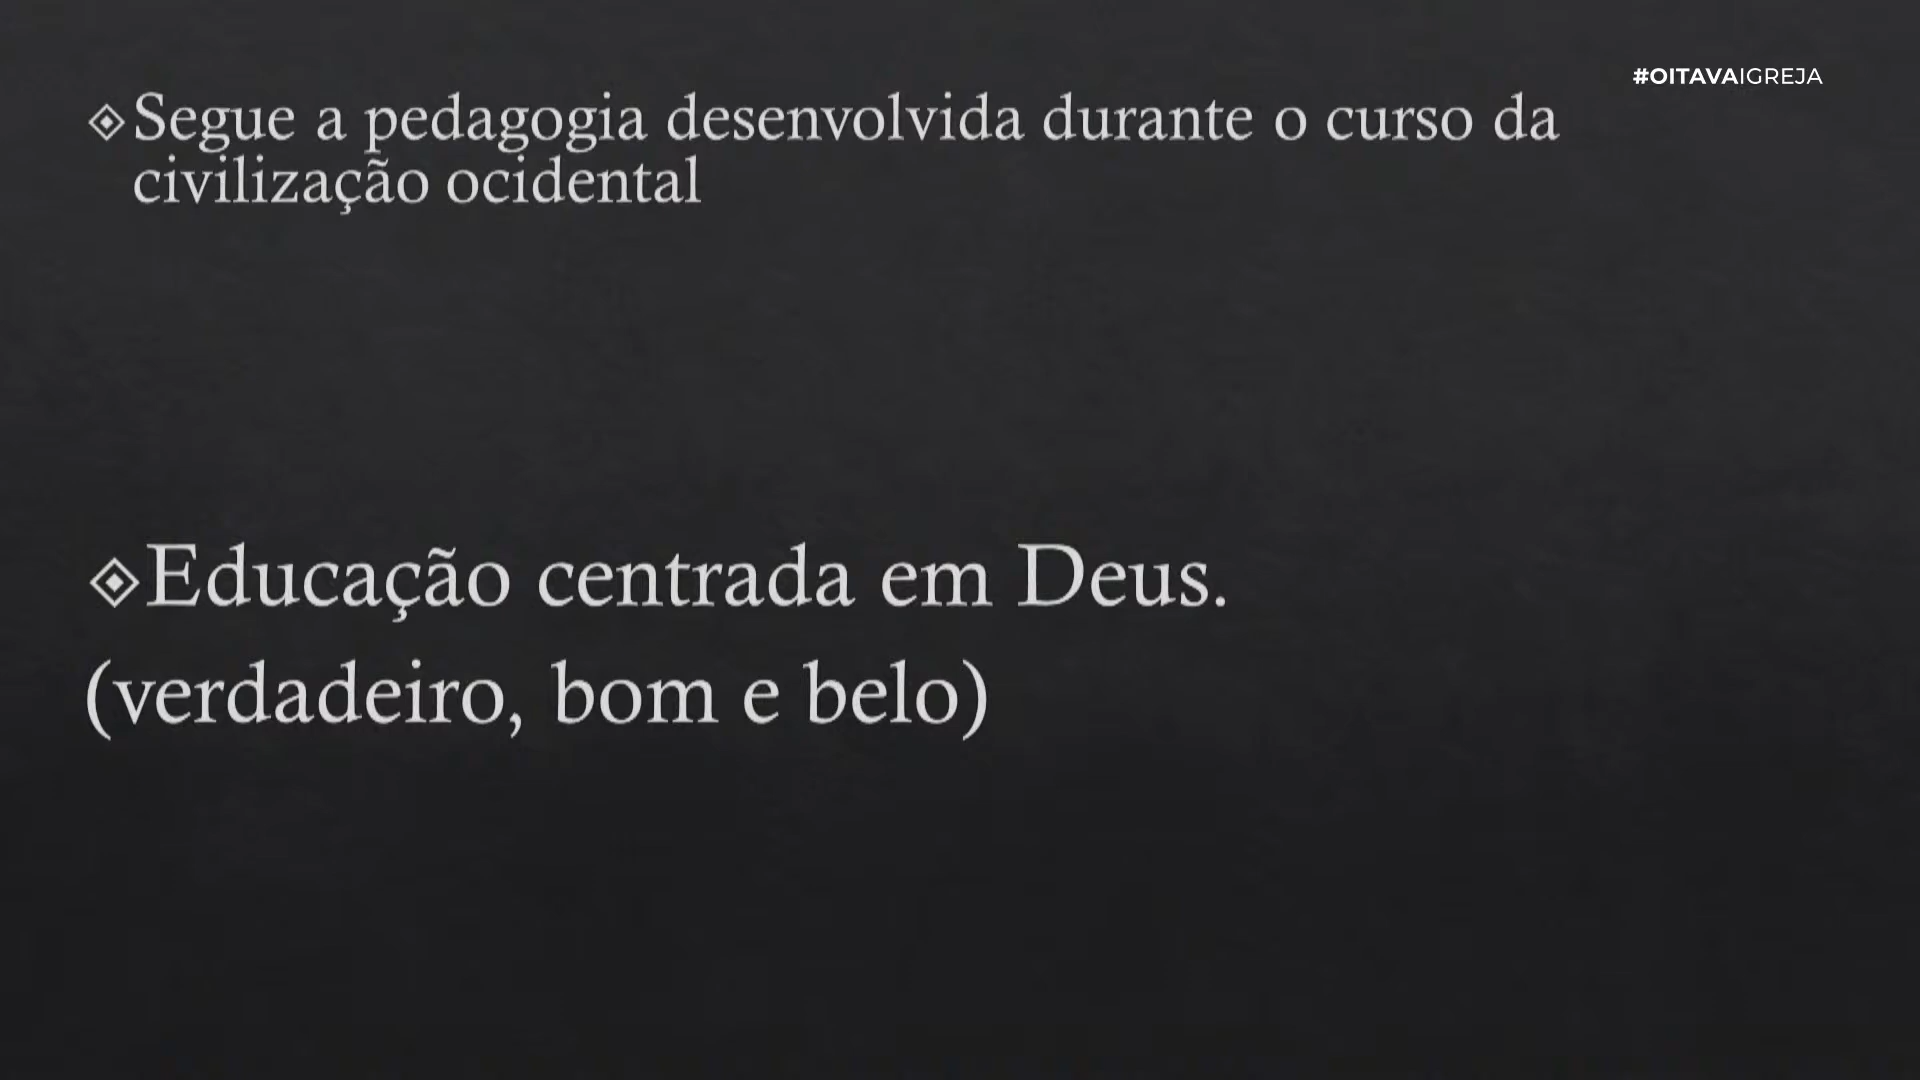 #OITAVAIGREJA
Segue a pedagogia desenvolvida durante o curso da
civilização ocidental
Educação centrada em Deus.
(verdadeiro, bom e belo)